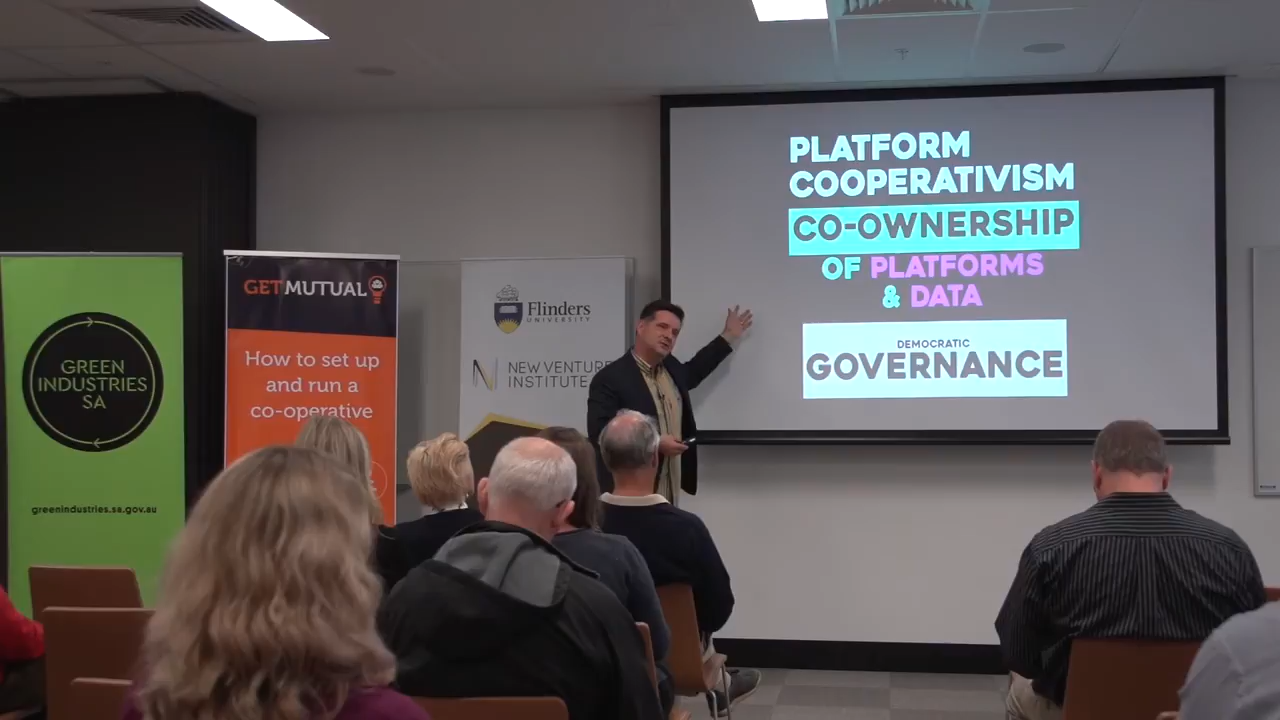 PLATFORM
COOPERATIVISM
CO-OWNERSHIP
OF PLATFORMS
& DATA
DEMOCRATIC
GOVERNANCE
GREEN
INDUSTRIES
SA
greenindustries.sa.gov.au
GETMUTUAL
How to set up
and run a
co-operative
Flinders
UNIVERSITY
NEW VENTURE
INSTITUTE